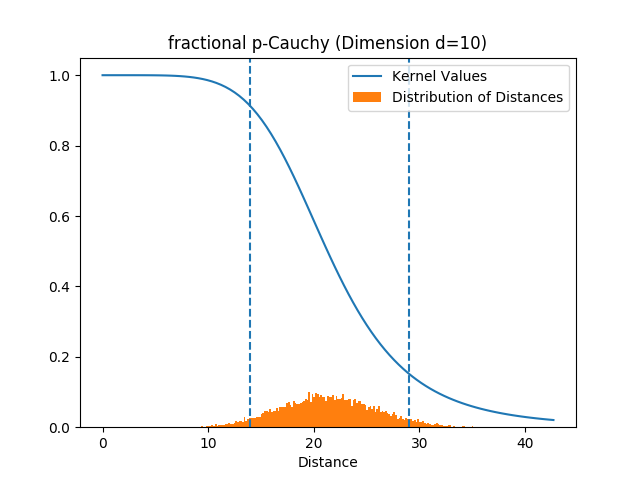 fractional p-Cauchy (Dimension d=10)
Kernel Values
Distribution of Distances
1.0
0.8
0.6
0.4
0.2
0.0
0 10 20 30 40
Distance